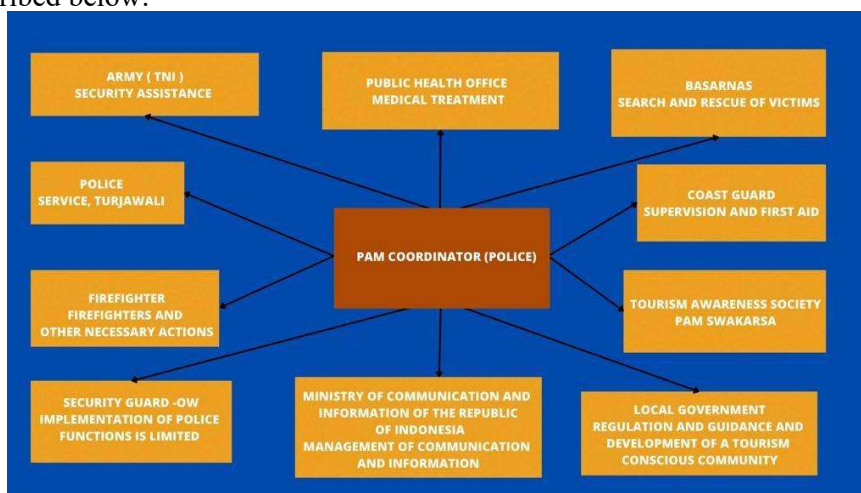 ribed below:
ARMY ( TNI )
SECURITY ASSISTANCE
PUBLIC HEALTH OFFICE
MEDICAL TREATMENT
BASARNAS
SEARCH AND RESCUE OF VICTIMS
POLICE
SERVICE, TURJAWALI
COAST GUARD
SUPERVISION AND FIRST AID
PAM COORDINATOR (POLICE)
FIREFIGHTER
FIREFIGHTERS AND
OTHER NECESSARY ACTIONS
TOURISM AWARENESS SOCIETY
PAM SWAKARSA
SECURITY GUARD -OW
IMPLEMENTATION OF POLICE
FUNCTIONS IS LIMITED
MINISTRY OF COMMUNICATION AND
INFORMATION OF THE REPUBLIC
OF INDONESIA
MANAGEMENT OF COMMUNICATION
AND INFORMATION
LOCAL GOVERNMENT
REGULATION AND GUIDANCE AND
DEVELOPMENT OF A TOURISM
CONSCIOUS COMMUNITY